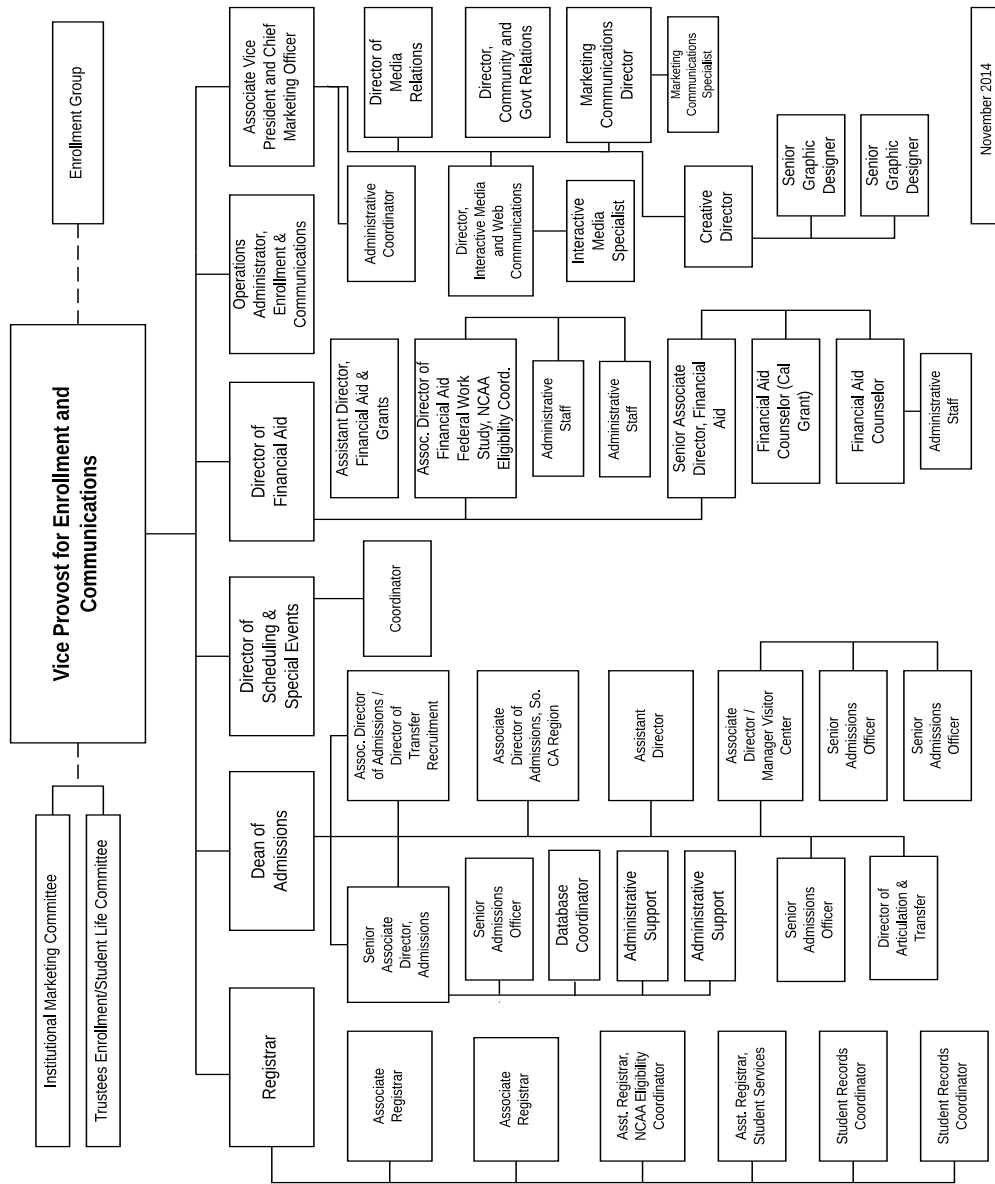 Vice Provost for Enrollment and
Communications
Institutional Marketing Committee
Trustees Enrollment/Student Life Committee
Enrollment Group
Registrar
Dean of
Admissions
Director of
Scheduling &
Special Events
Director of
Financial Aid
Operations
Administrator,
Enrollment &
Communications
Associate Vice
President and Chief
Marketing Officer
Associate
Registrar
Associate
Registrar
Asst. Registrar,
NCAA Eligibility
Coordinator
Asst. Registrar,
Student Services
Student Records
Coordinator
Student Records
Coordinator
Senior
Associate
Director,
Admissions
Senior
Admissions
Officer
Database
Coordinator
Administrative
Support
Administrative
Support
Senior
Admissions
Officer
Director of
Articulation &
Transfer
Assoc. Director
of Admissions /
Director of
Transfer
Recruitment
Associate
Director of
Admissions, So.
CA Region
Assistant
Director
Associate
Director /
Manager Visitor
Center
Senior
Admissions
Officer
Senior
Admissions
Officer
Coordinator
Assistant Director,
Financial Aid &
Grants
Assoc. Director of
Financial Aid
Federal Work
Study, NCAA
Eligibility Coord.
Administrative
Staff
Administrative
Staff
Senior Associate
Director, Financial
Aid
Financial Aid
Counselor (Cal
Grant)
Financial Aid
Counselor
Administrative
Staff
Administrative
Coordinator
Director,
Interactive Media
and Web
Communications
Interactive
Media
Specialist
Creative
Director
Senior
Graphic
Designer
Senior
Graphic
Designer
Director of
Media
Relations
Director,
Community and
Govt Relations
Marketing
Communications
Director
Marketing
Communications
Specialist
November 2014